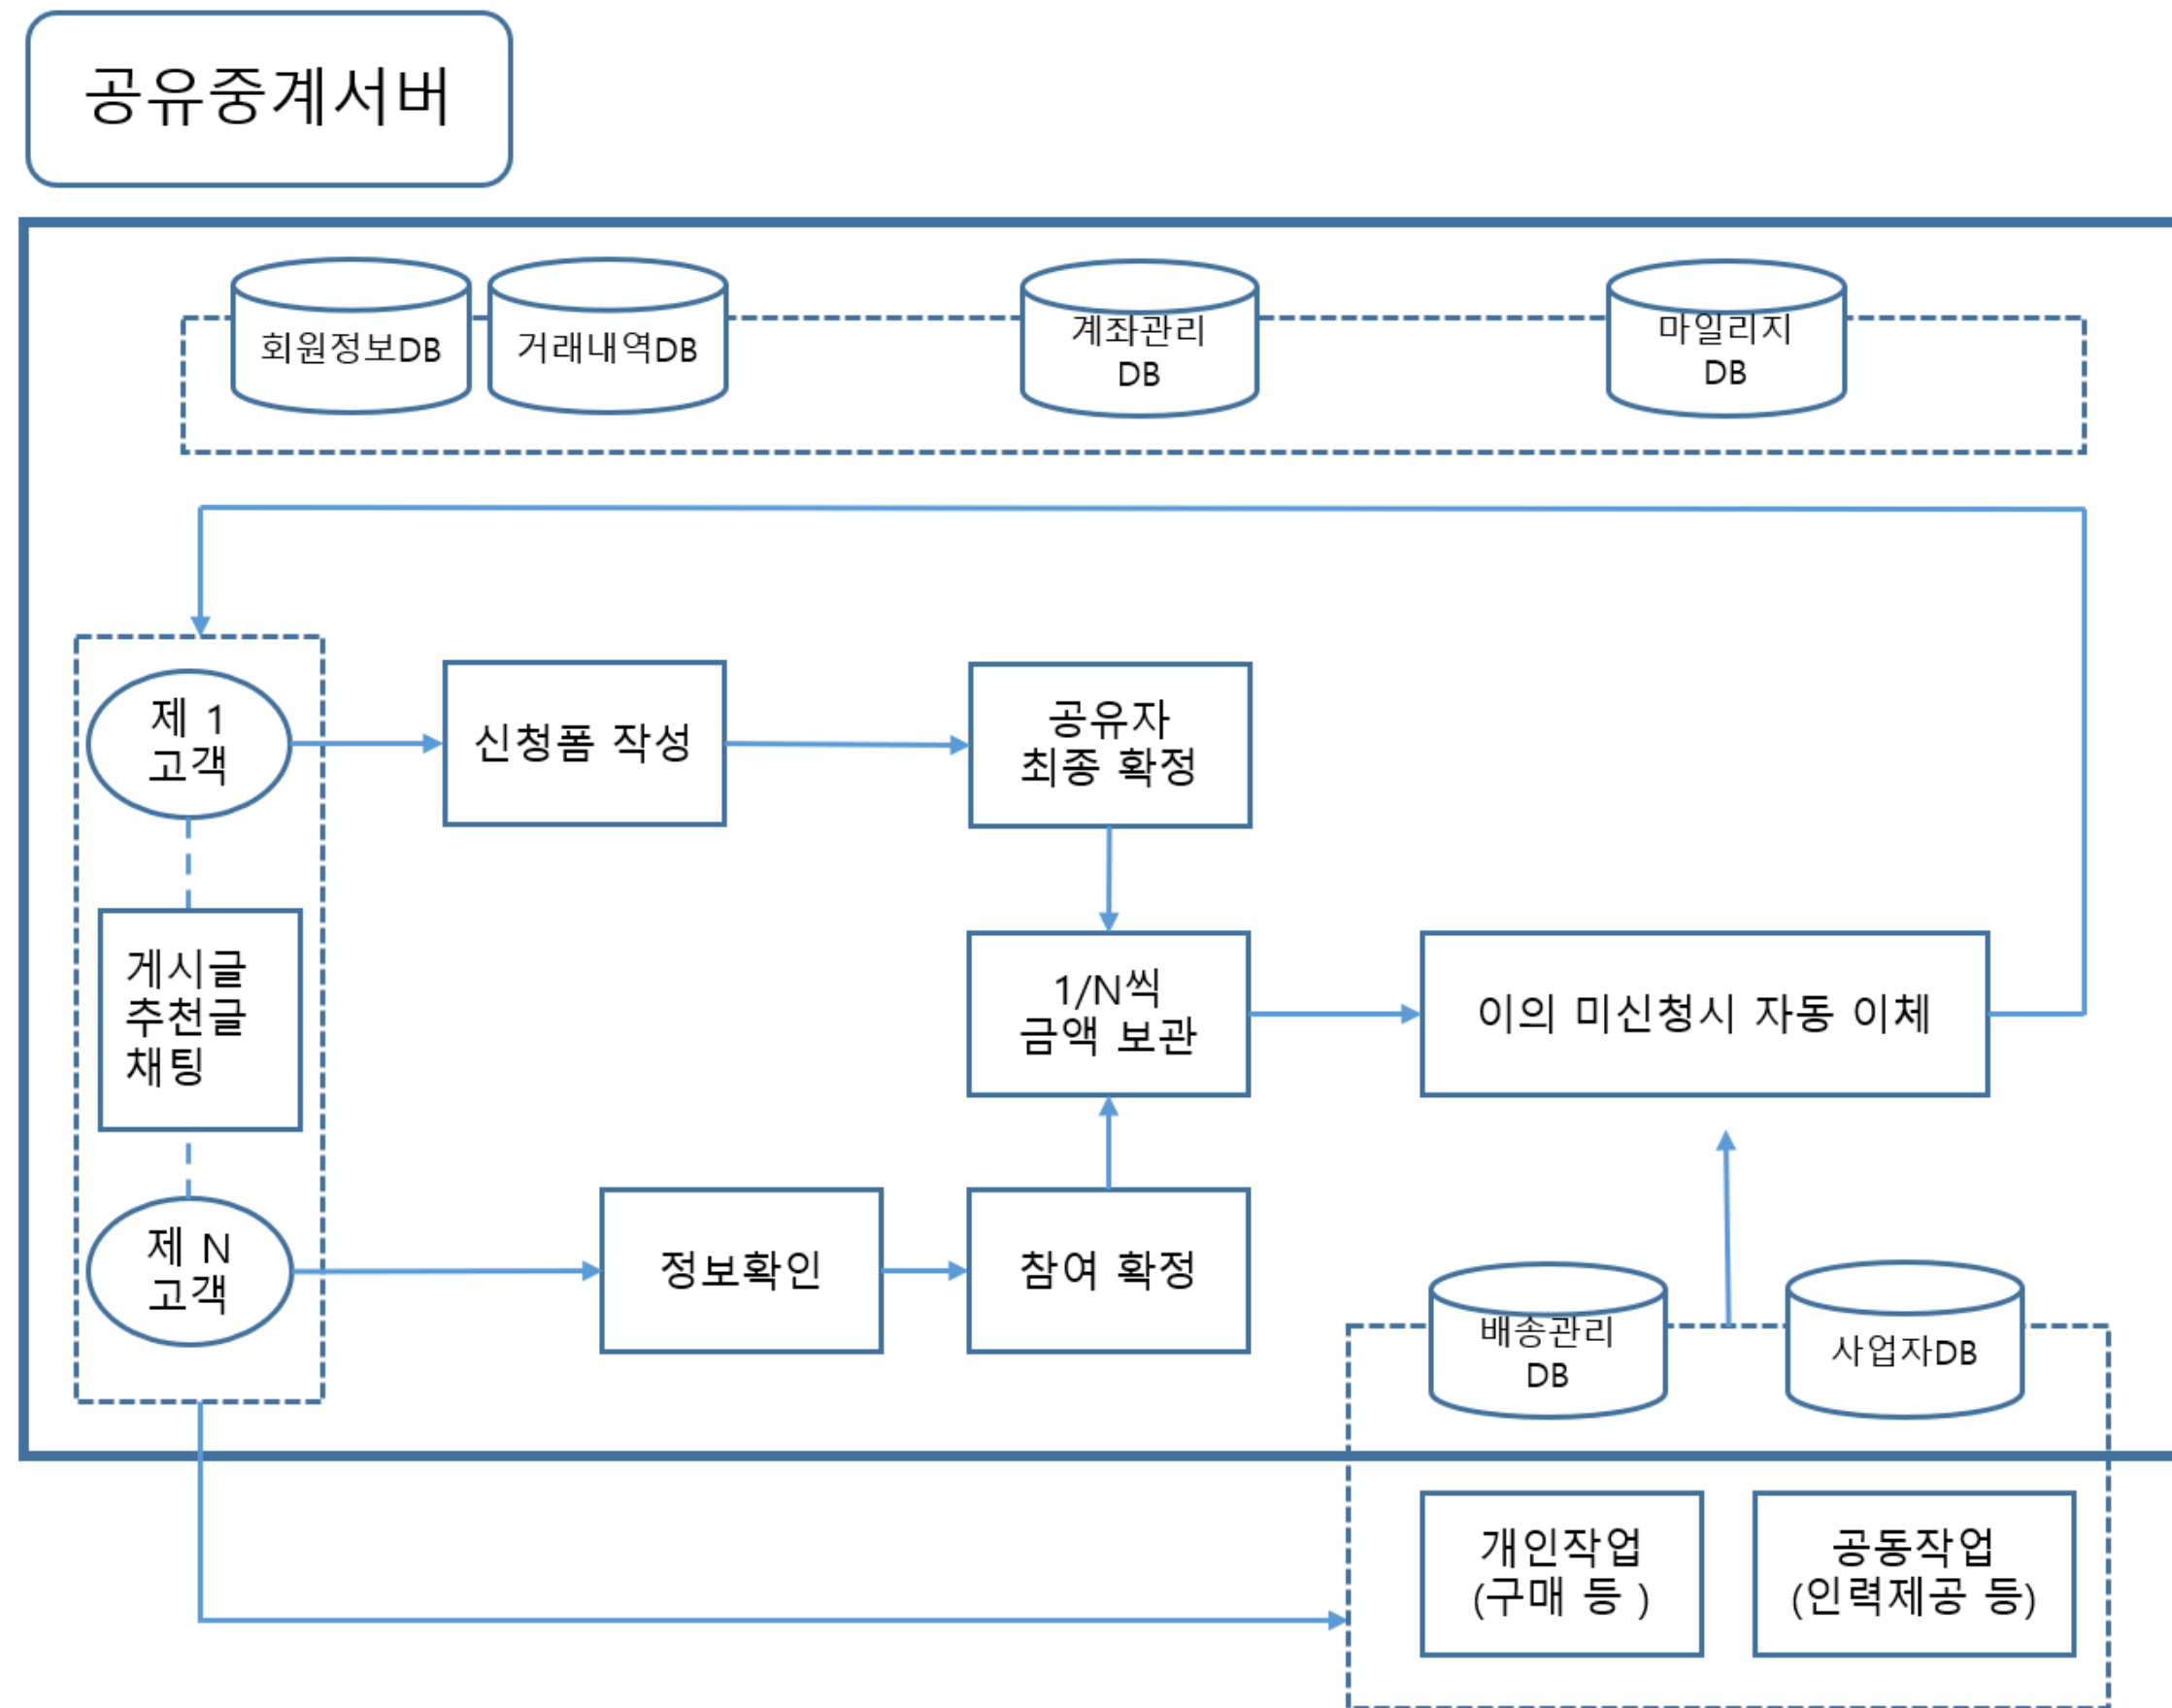 공유중계서버
회원정보DB
거래내역DB
계좌관리
DB
마일리지
DB
제 1
고객
신청폼 작성
공유자
최종 확정
게시글
추천글
채팅
1/N씩
금액 보관
이의 미신청시 자동 이체
제 N
고객
정보확인
참여 확정
배송관리
DB
사업자DB
개인작업
(구매 등 )
공동작업
(인력제공 등)